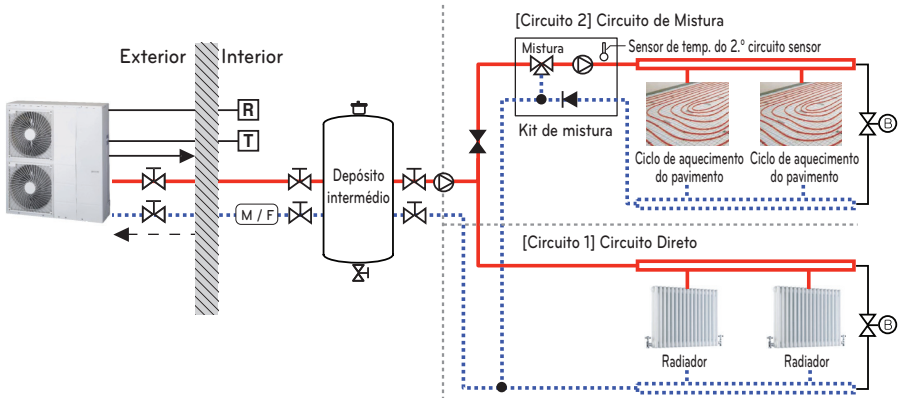 [Circuito 2] Circuito de Mistura
Mistura
Sensor de temp. do 2.º circuito sensor
Exterior
Interior
R
T
Kit de mistura
B
Ciclo de aquecimento
do pavimento
Ciclo de aquecimento
do pavimento
Depósito
intermédio
M / F
[Circuito 1] Circuito Direto
B
Radiador
Radiador